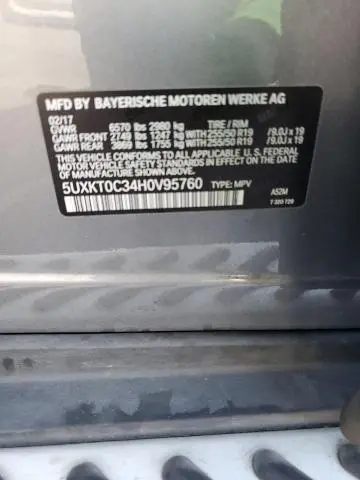 MFD BY BAYERISCHE MOTOREN WERKE AG
02/17
GVWR 6570 lbs 2980 kg TIRE / RIM
GAWR FRONT 2749 lbs 1247 kg WITH 255/50 R19 / 9.0J x 19
GAWR REAR 3869 lbs 1755 kg WITH 255/50 R19 / 9.0J x 19
THIS VEHICLE CONFORMS TO ALL APPLICABLE FEDERAL
MOTOR VEHICLE SAFETY STANDARDS IN EFFECT ON THE
DATE OF MANUFACTURE SHOWN ABOVE.
5UXKT0C34H0V95760 TYPE: MPV A52M
7 320 729